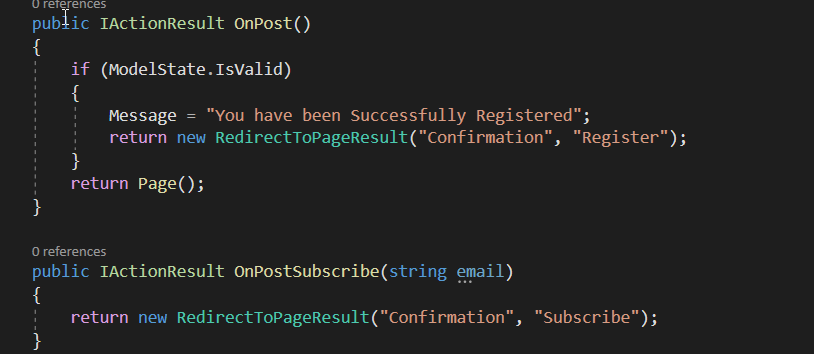 0 references
public IActionResult OnPost()
{
if (ModelState.IsValid)
{
Message = "You have been Successfully Registered";
return new RedirectToPageResult("Confirmation", "Register");
}
return Page();
}
0 references
public IActionResult OnPostSubscribe(string email)
{
return new RedirectToPageResult("Confirmation", "Subscribe");
}